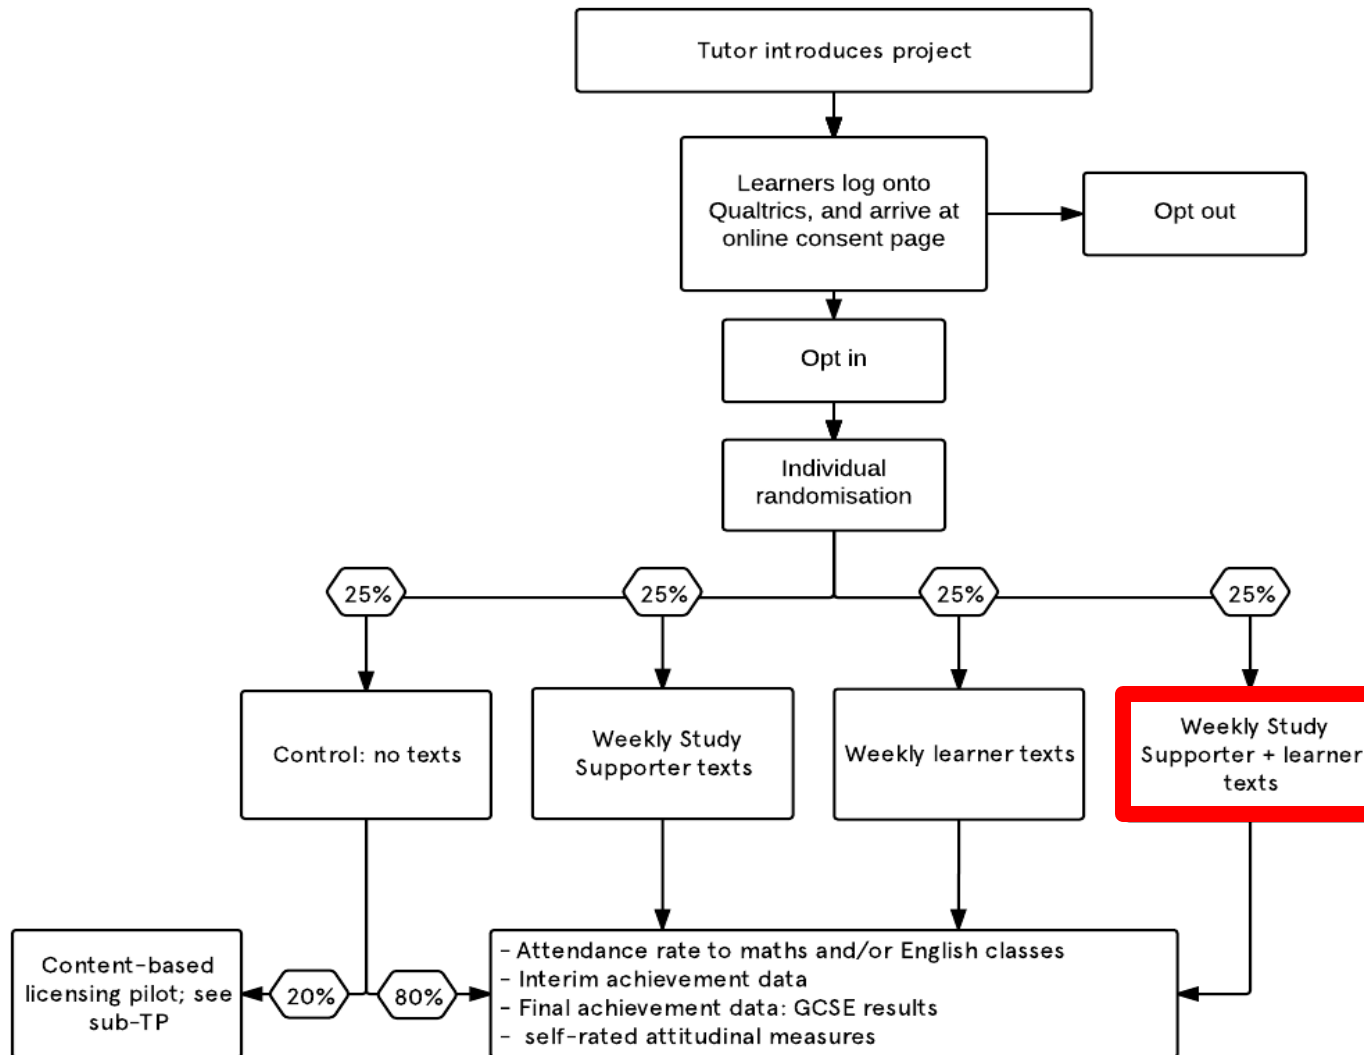 Tutor introduces project
Learners log onto
Qualtrics, and arrive at
online consent page
Opt out
Opt in
Individual
randomisation
25%
25%
25%
25%
Control: no texts
Weekly Study
Supporter texts
Weekly learner texts
Weekly Study
Supporter + learner
texts
Content-based
licensing pilot; see
sub-TP
20%
80%
- Attendance rate to maths and/or English classes
- Interim achievement data
- Final achievement data: GCSE results
- self-rated attitudinal measures